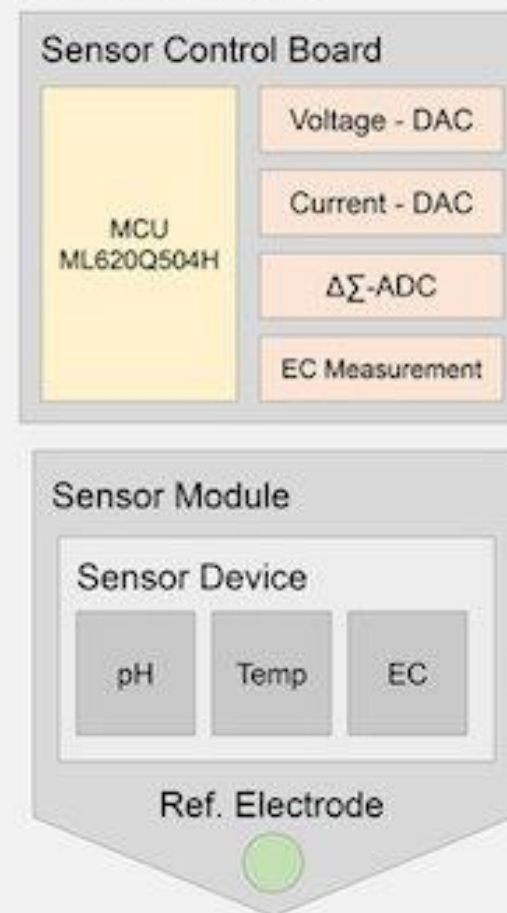 Sensor Control Board
MCU
ML620Q504H
Voltage - DAC
Current - DAC
Δ∑-ADC
EC Measurement
Sensor Module
Sensor Device
pH
Temp
EC
Ref. Electrode